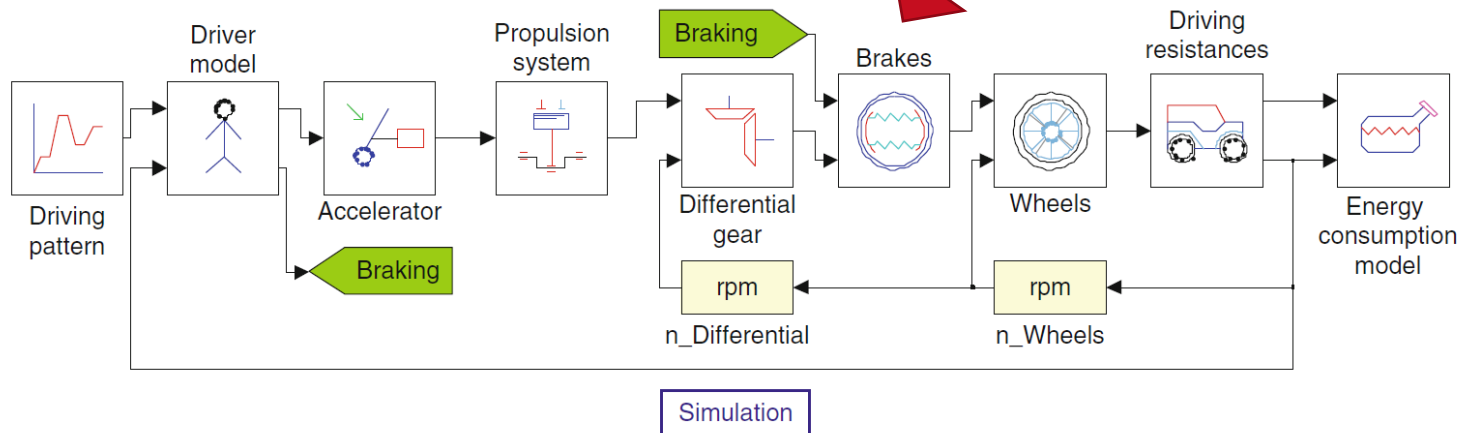 Driver
model
Propulsion
system
Braking
Brakes
Driving
resistances
Driving
pattern
Accelerator
Differential
gear
Wheels
Energy
consumption
model
Braking
rpm
rpm
n_Differential
n_Wheels
Simulation